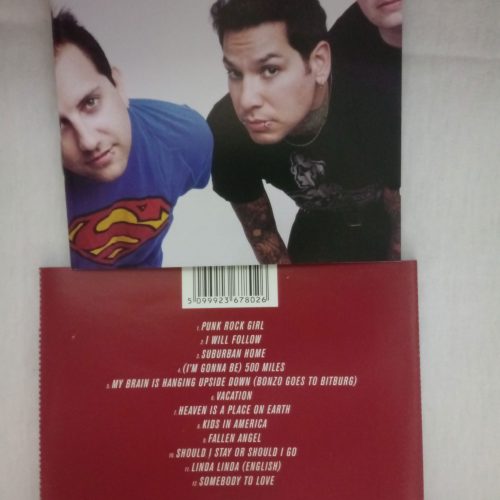 5 099923 678026
1. PUNK ROCK GIRL
2. I WILL FOLLOW
3. SUBURBAN HOME
4. (I'M GONNA BE) 500 MILES
5. MY BRAIN IS HANGING UPSIDE DOWN (BONZO GOES TO BITBURG)
6. VACATION
7. HEAVEN IS A PLACE ON EARTH
8. KIDS IN AMERICA
9. FALLEN ANGEL
10. SHOULD I STAY OR SHOULD I GO
11. LINDA LINDA (ENGLISH)
12. SOMEBODY TO LOVE